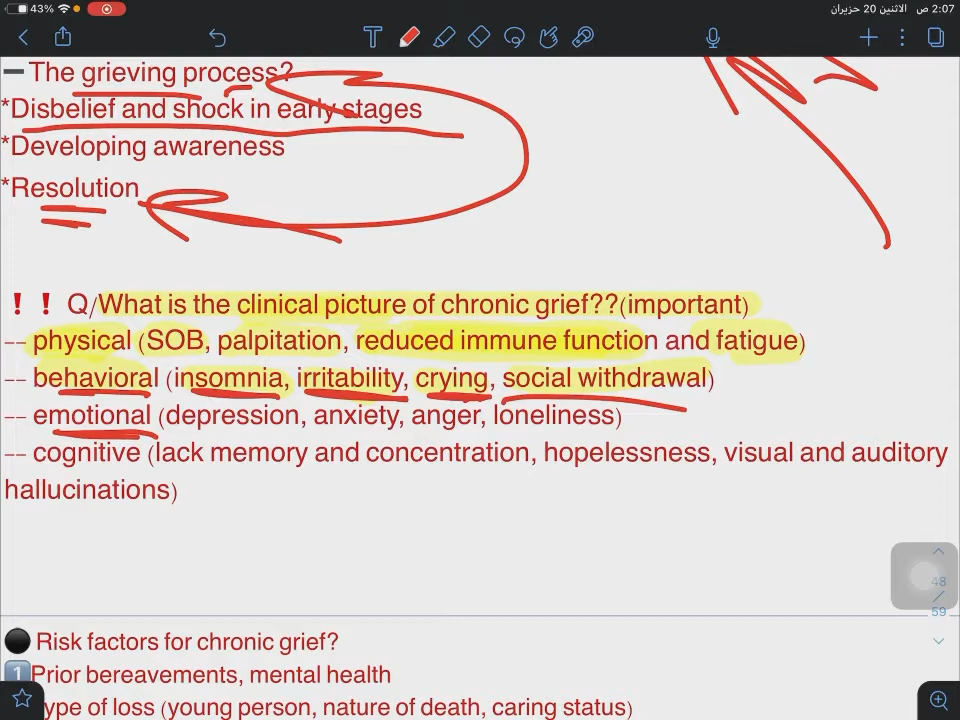 43%
2:07 ص الاثنين 20 حزيران
The grieving process?
*Disbelief and shock in early stages
*Developing awareness
*Resolution
❗❗ Q/What is the clinical picture of chronic grief??(important)
-- physical (SOB, palpitation, reduced immune function and fatigue)
-- behavioral (insomnia, irritability, crying, social withdrawal)
-- emotional (depression, anxiety, anger, loneliness)
-- cognitive (lack memory and concentration, hopelessness, visual and auditory
hallucinations)
48
/
59
Risk factors for chronic grief?
1 Prior bereavements, mental health
ype of loss (young person, nature of death, caring status)